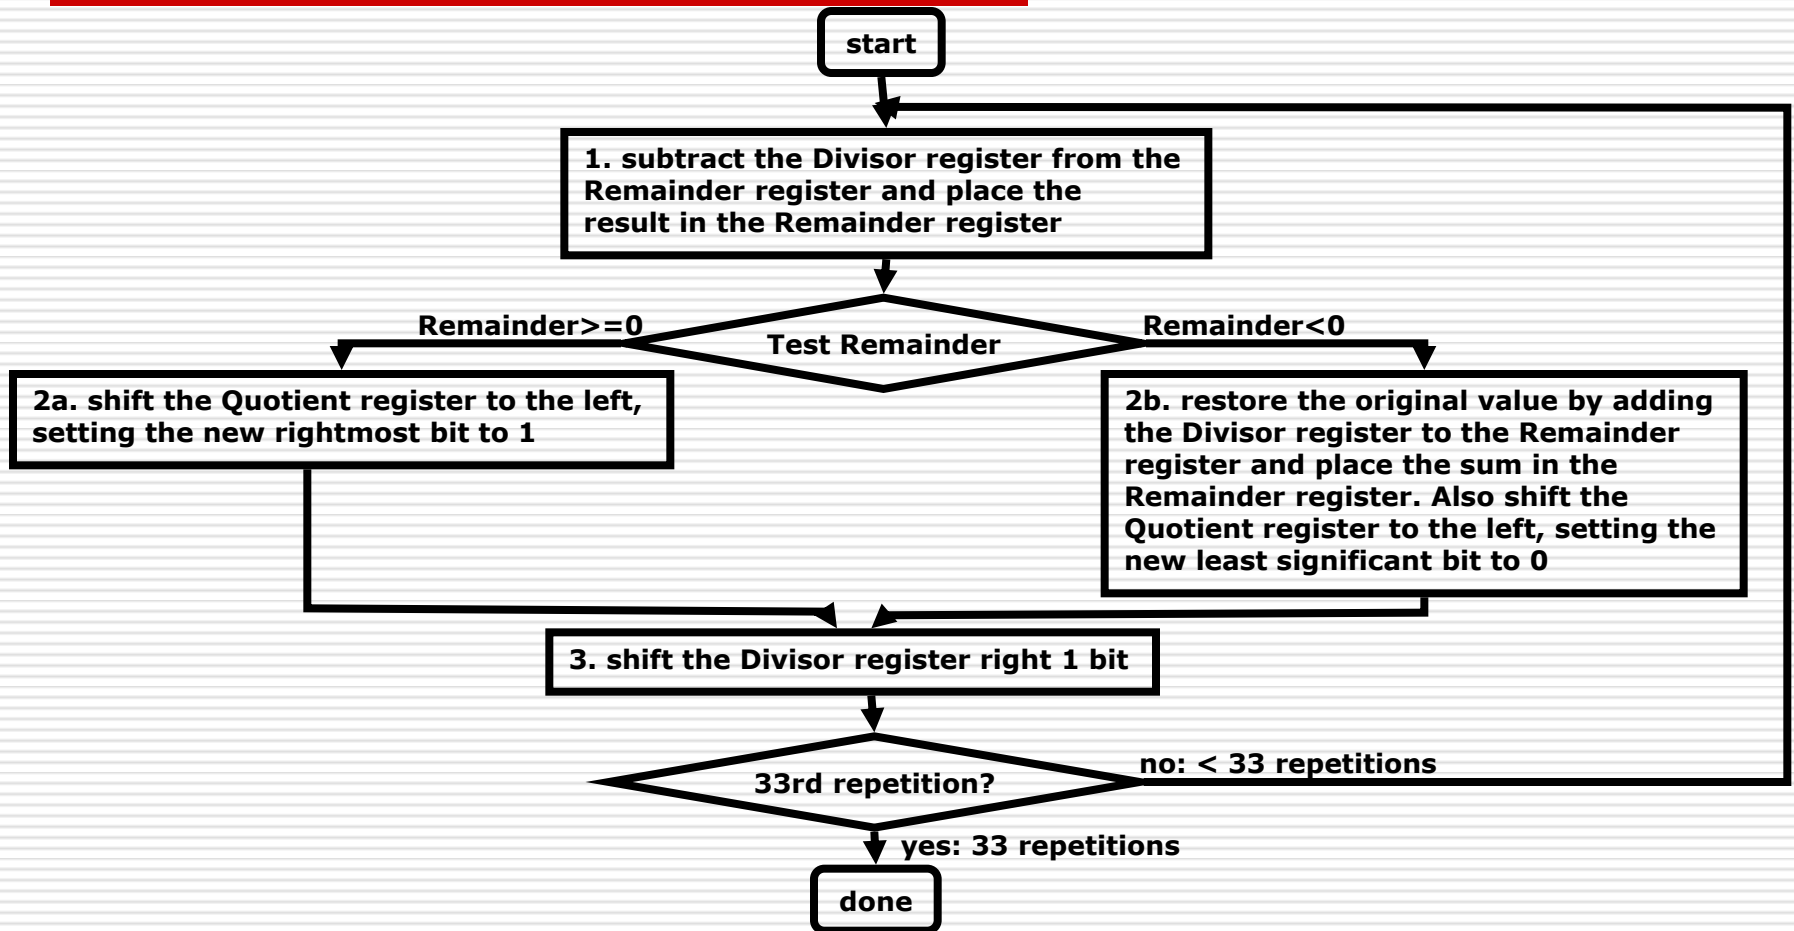 start
1. subtract the Divisor register from the
Remainder register and place the
result in the Remainder register
Remainder>=0
Test Remainder
Remainder<0
2a. shift the Quotient register to the left,
setting the new rightmost bit to 1
2b. restore the original value by adding
the Divisor register to the Remainder
register and place the sum in the
Remainder register. Also shift the
Quotient register to the left, setting the
new least significant bit to 0
3. shift the Divisor register right 1 bit
33rd repetition?
no: < 33 repetitions
yes: 33 repetitions
done